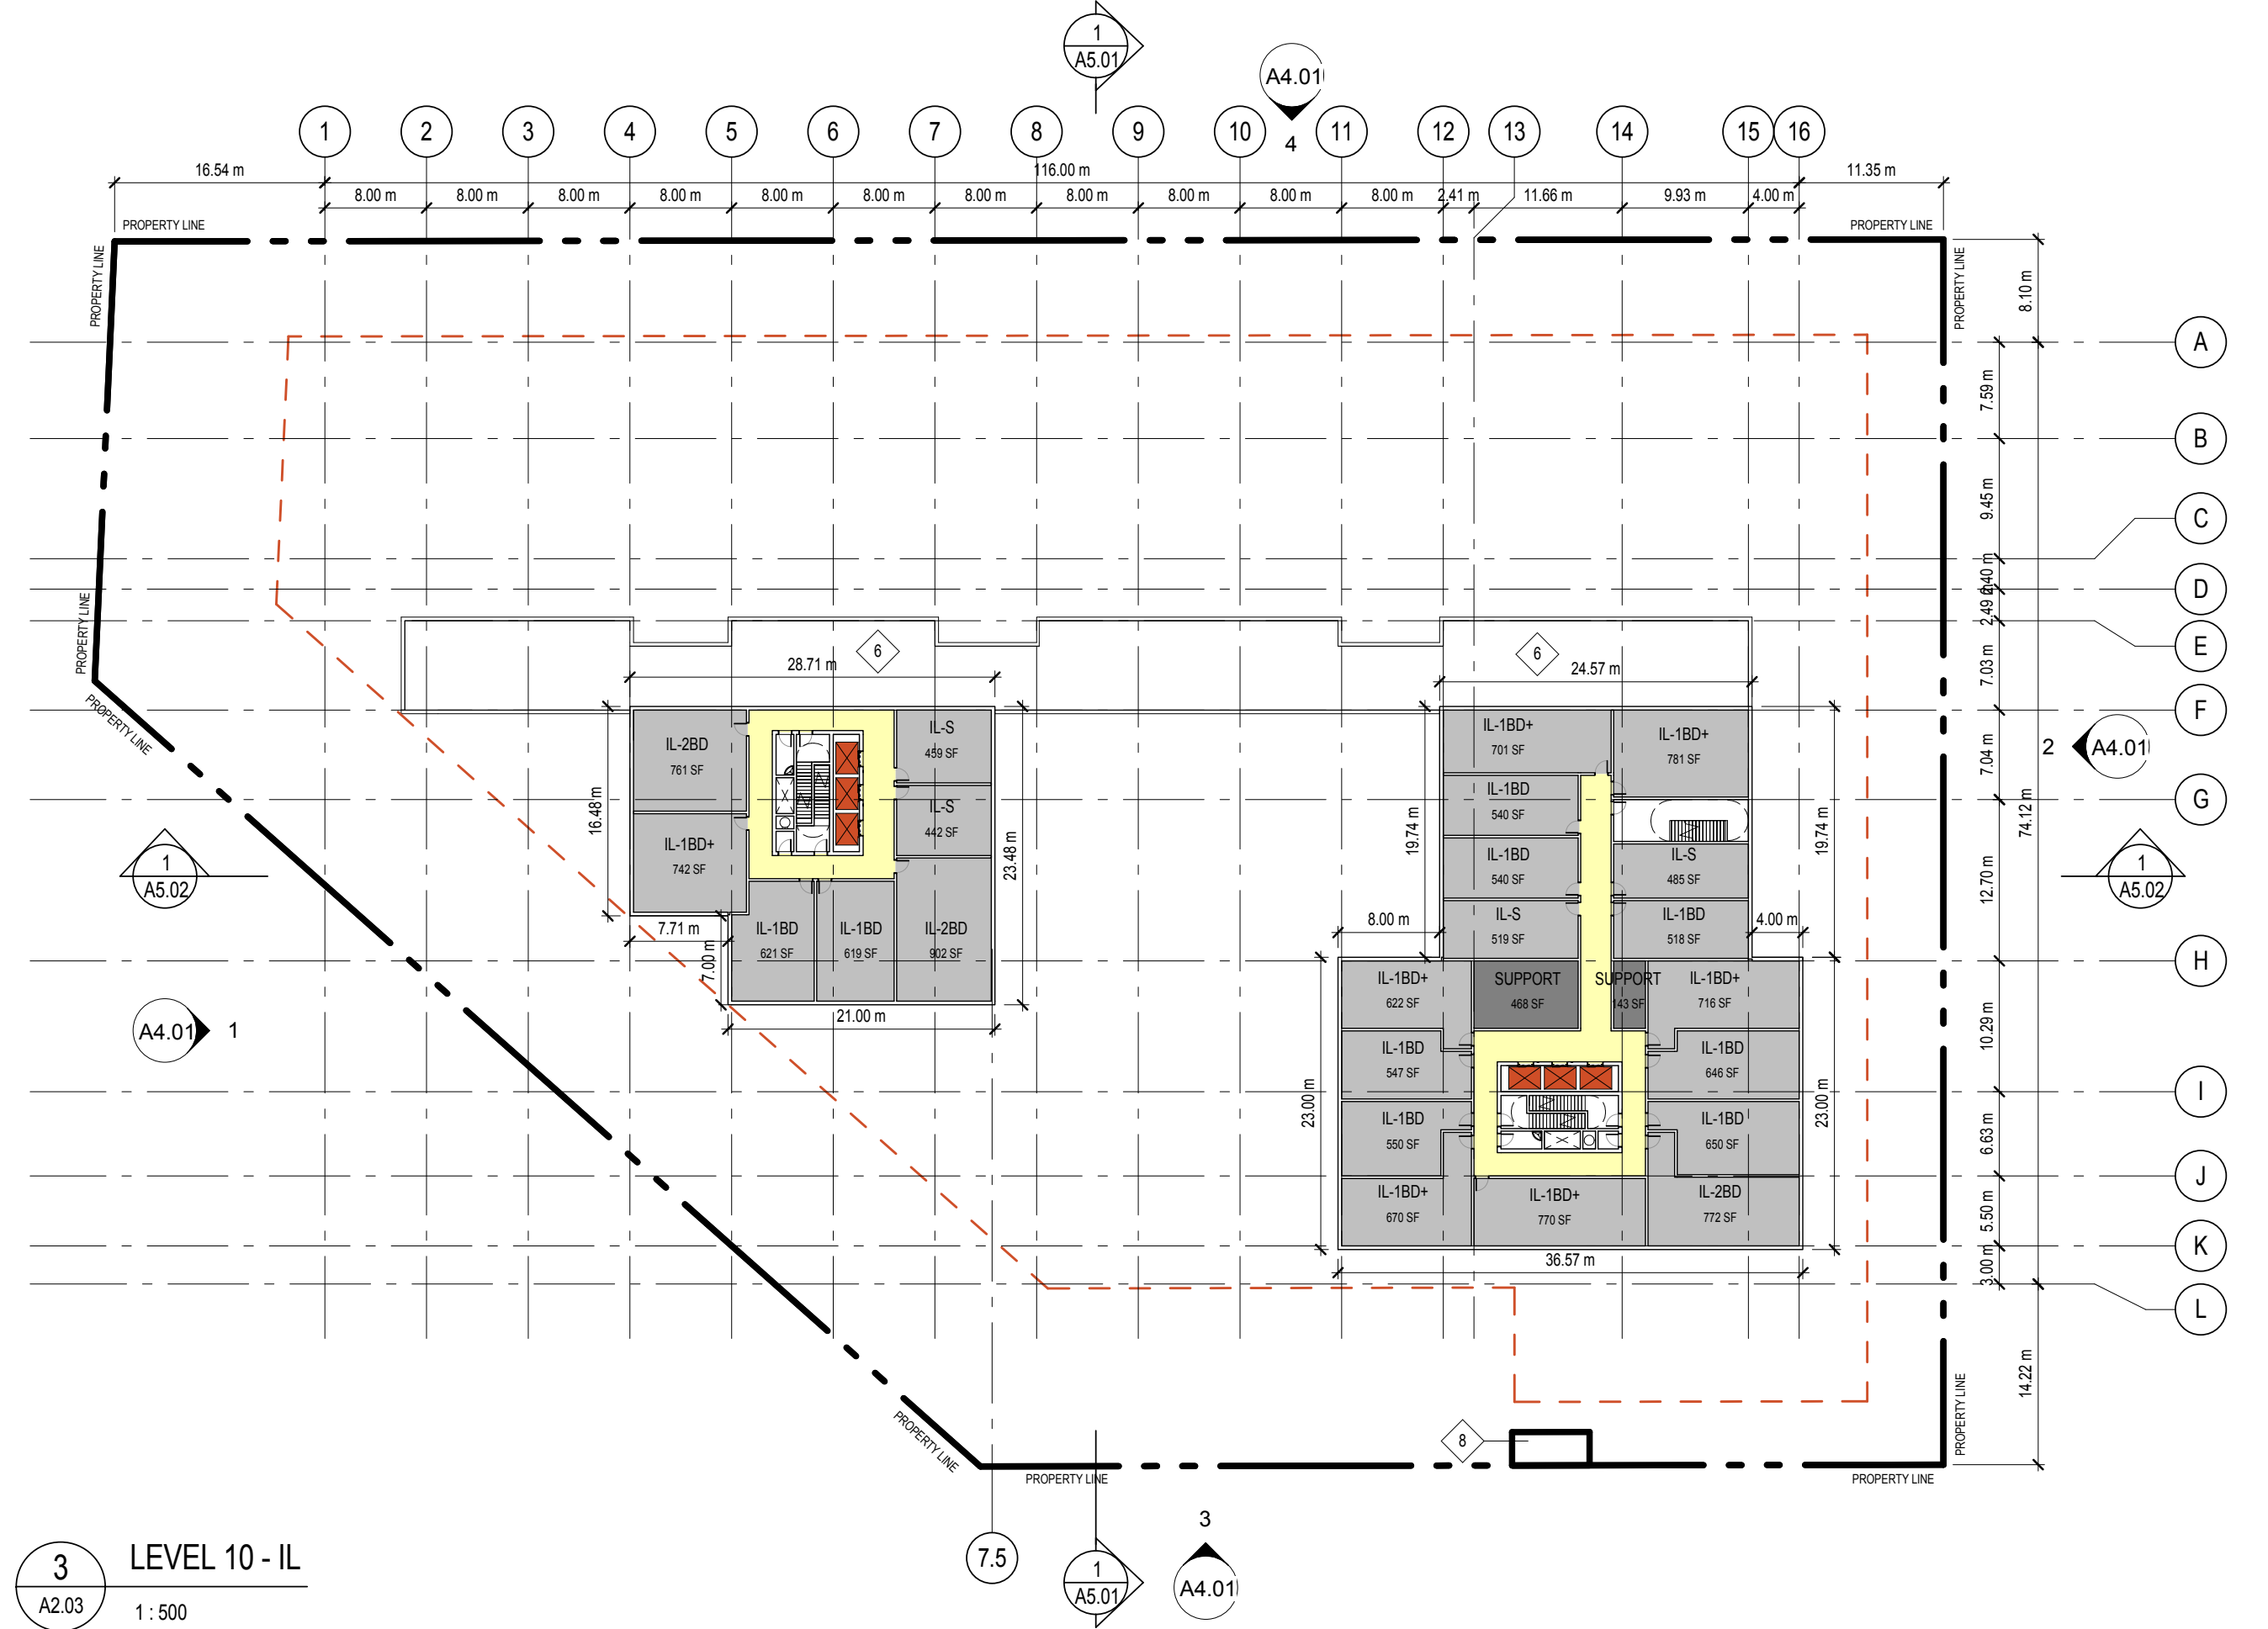 1
A5.01
A4.01
4
1
2
3
4
5
6
7
8
9
10
11
12
13
14
15
16
16.54 m
116.00 m
11.35 m
8.00 m
8.00 m
8.00 m
8.00 m
8.00 m
8.00 m
8.00 m
8.00 m
8.00 m
8.00 m
8.00 m
2.41 m
11.66 m
9.93 m
4.00 m
PROPERTY LINE
PROPERTY LINE
PROPERTY LINE
PROPERTY LINE
8.10 m
A
7.59 m
B
9.45 m
C
2.40 m
D
2.49 m
E
7.03 m
F
7.04 m
74.12 m
G
12.70 m
H
10.29 m
I
6.63 m
J
5.50 m
K
3.00 m
L
14.22 m
PROPERTY LINE
PROPERTY LINE
6
28.71 m
6
24.57 m
2
A4.01
IL-2BD
761 SF
IL-S
459 SF
IL-S
442 SF
IL-1BD+
742 SF
IL-1BD
621 SF
IL-1BD
619 SF
IL-2BD
902 SF
16.48 m
23.48 m
7.71 m
7.00 m
21.00 m
IL-1BD+
701 SF
IL-1BD+
781 SF
IL-1BD
540 SF
IL-1BD
540 SF
IL-S
485 SF
IL-S
519 SF
IL-1BD
518 SF
19.74 m
19.74 m
8.00 m
4.00 m
IL-1BD+
622 SF
SUPPORT
468 SF
SUPPORT
143 SF
IL-1BD+
716 SF
IL-1BD
547 SF
IL-1BD
646 SF
IL-1BD
550 SF
IL-1BD
650 SF
IL-1BD+
670 SF
IL-1BD+
770 SF
IL-2BD
772 SF
23.00 m
23.00 m
36.57 m
1
A5.02
1
A5.02
A4.01
1
8
PROPERTY LINE
PROPERTY LINE
PROPERTY LINE
PROPERTY LINE
7.5
1
A5.01
3
A4.01
3
A2.03
LEVEL 10 - IL
1 : 500